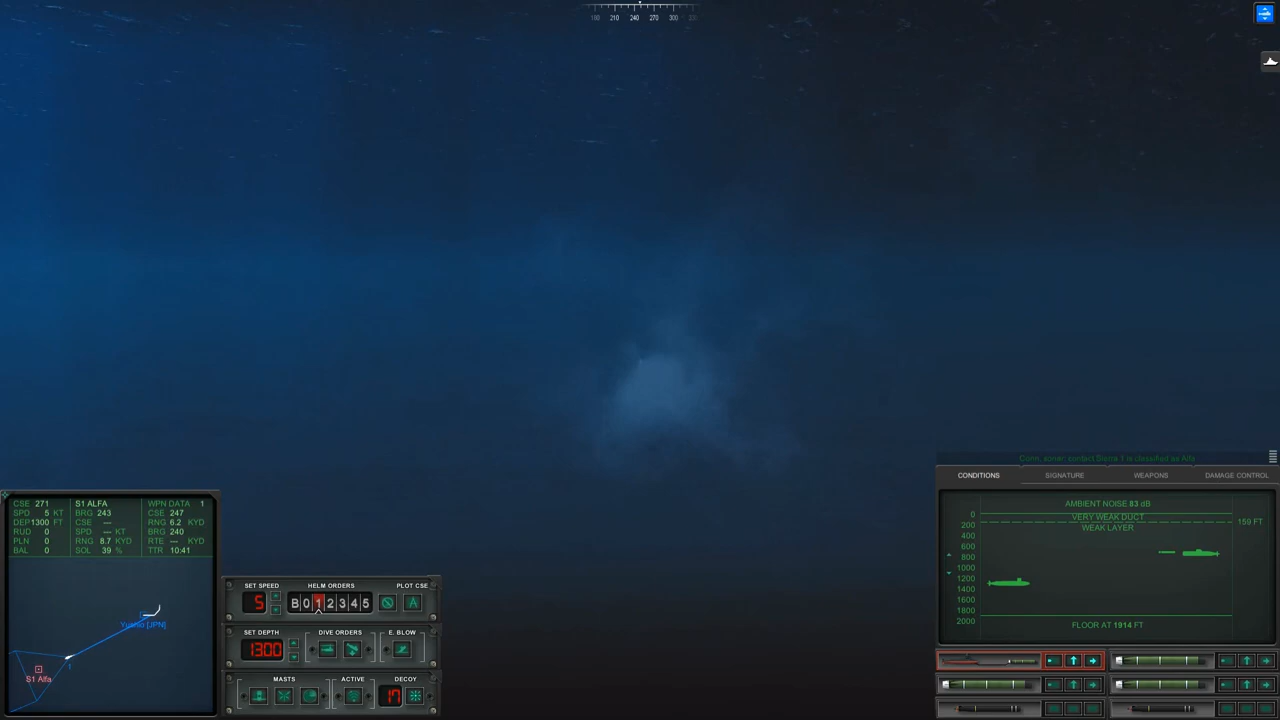 180 210 240 270 300 330
Conn, sonar: contact Sierra 1 is classified as Alfa
CONDITIONS SIGNATURE WEAPONS DAMAGE CONTROL
AMBIENT NOISE 83 dB
0
VERY WEAK DUCT
200
159 FT
WEAK LAYER
400
600
800
1000
1200
1400
1600
1800
2000
FLOOR AT 1914 FT
CSE 271 S1 ALFA WPN DATA 1
SPD 5 KT BRG 243 CSE 247
DEP1300 FT CSE --- RNG 6.2 KYD
RUD 0 SPD --- KT BRG 240
PLN 0 RNG 8.7 KYD RTE --- KYD
BAL 0 SOL 39 % TTR 10:41
Yushio [JPN]
1
S1 Alfa
SET SPEED HELM ORDERS PLOT CSE
5 B 0 1 2 3 4 5 A
SET DEPTH DIVE ORDERS E. BLOW
1300
MASTS ACTIVE DECOY
17